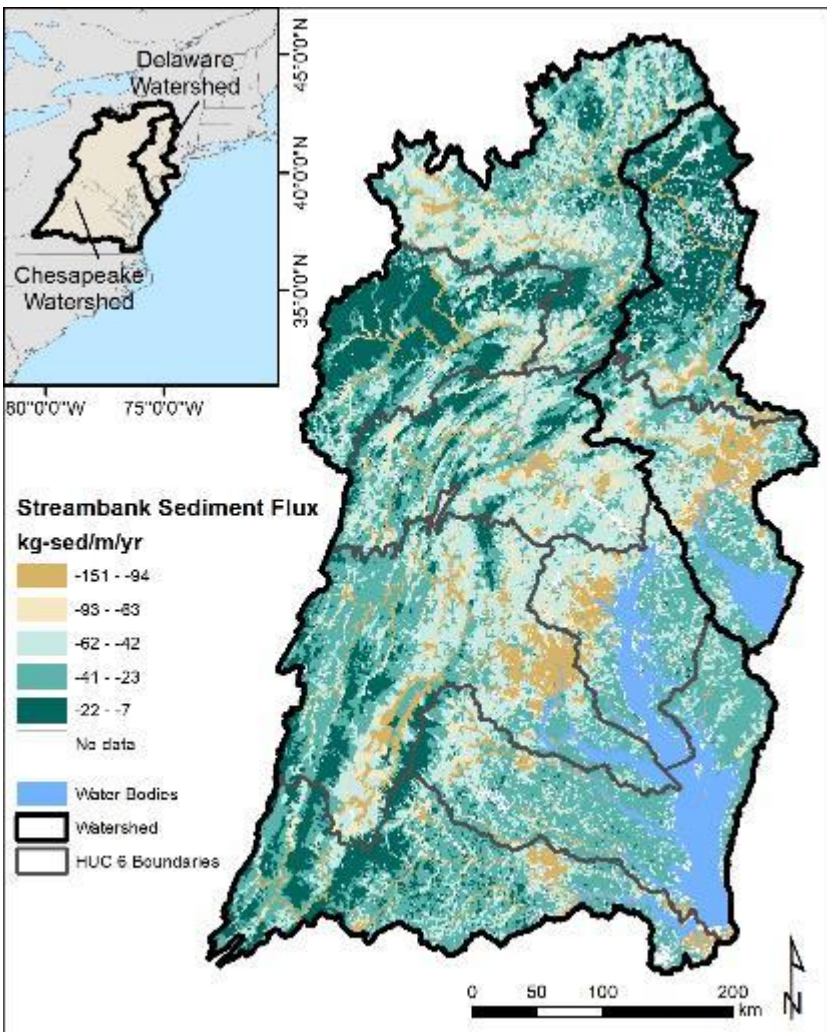 Delaware
Watershed
Chesapeake
Watershed
45°0'0"N
40°0'0"N
35°0'0"N
80°0'0"W
75°0'0"W
Streambank Sediment Flux
kg-sed/m/yr
-151 - -94
-93 - -63
-62 - -42
-41 - -23
-22 - -7
No data
Water Bodies
Watershed
HUC 6 Boundaries
0 50 100 200
km
N